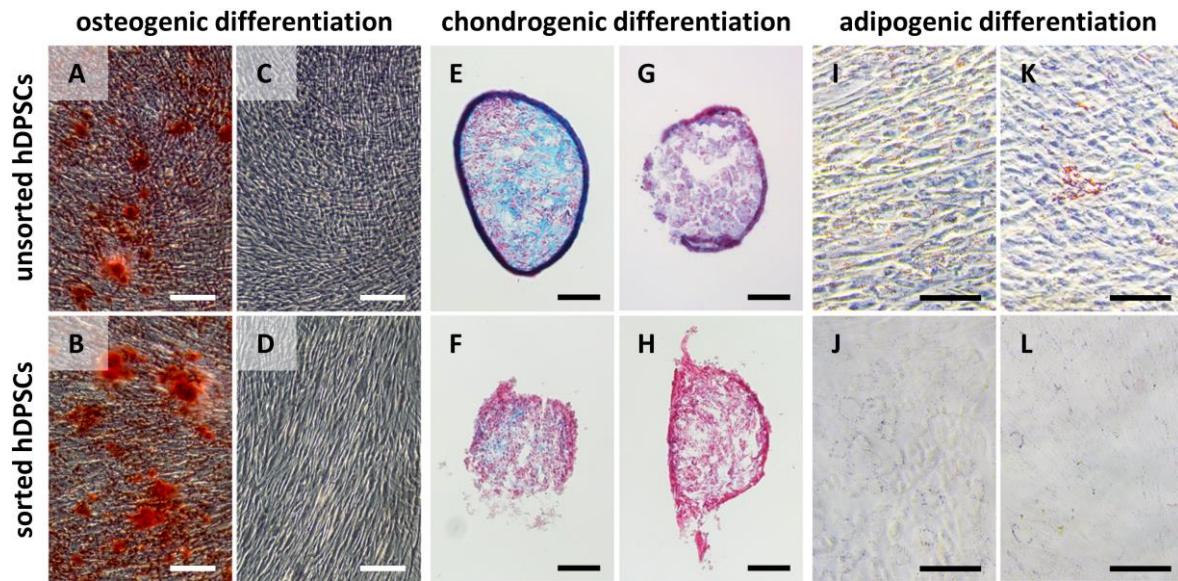 osteogenic differentiation
chondrogenic differentiation
adipogenic differentiation
unsorted hDPSCs
A
C
E
G
I
K
sorted hDPSCs
B
D
F
H
J
L